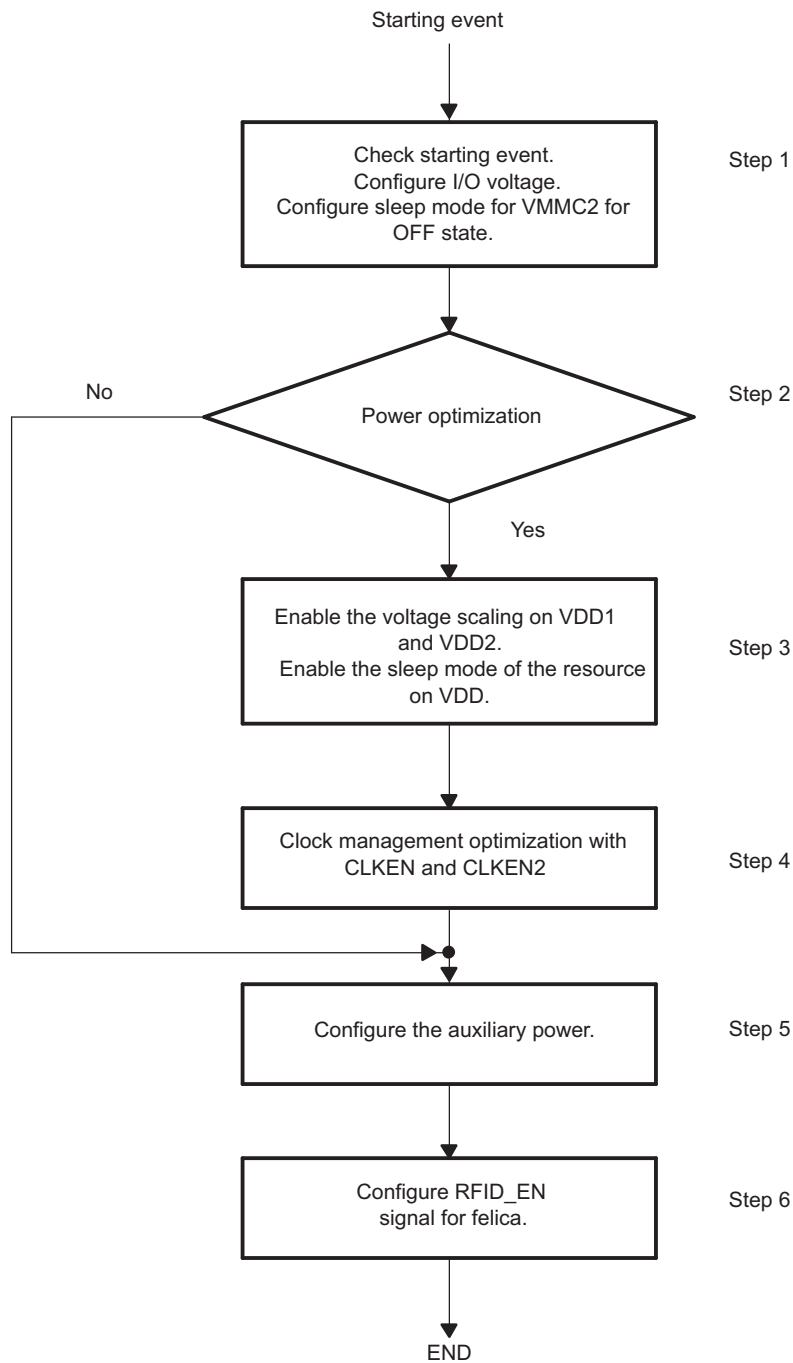 Starting event
Check starting event.
Configure I/O voltage.
Configure sleep mode for VMMC2 for
OFF state.
Step 1
No
Power optimization
Step 2
Yes
Enable the voltage scaling on VDD1
and VDD2.
Enable the sleep mode of the resource
on VDD.
Step 3
Clock management optimization with
CLKEN and CLKEN2
Step 4
Configure the auxiliary power.
Step 5
Configure RFID_EN
signal for felica.
Step 6
END